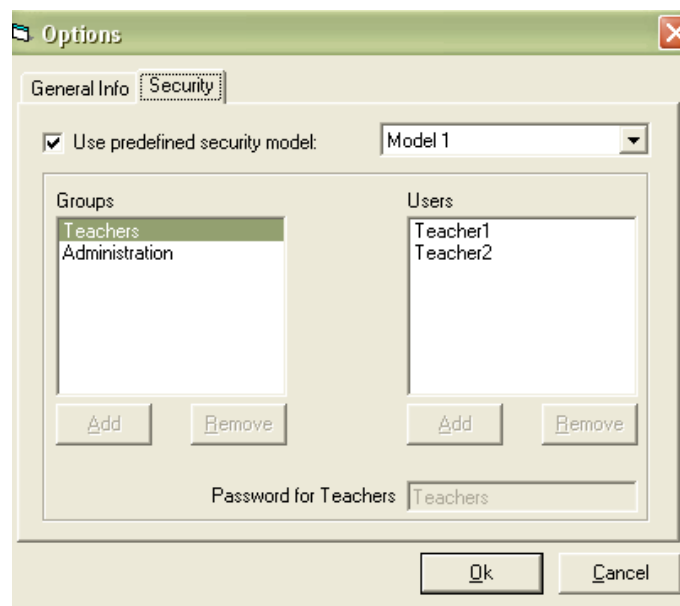 Options
General Info Security
Use predefined security model: Model 1
Groups Users
Teachers Teacher1
Administration Teacher2
Add Remove Add Remove
Password for Teachers Teachers
Ok Cancel